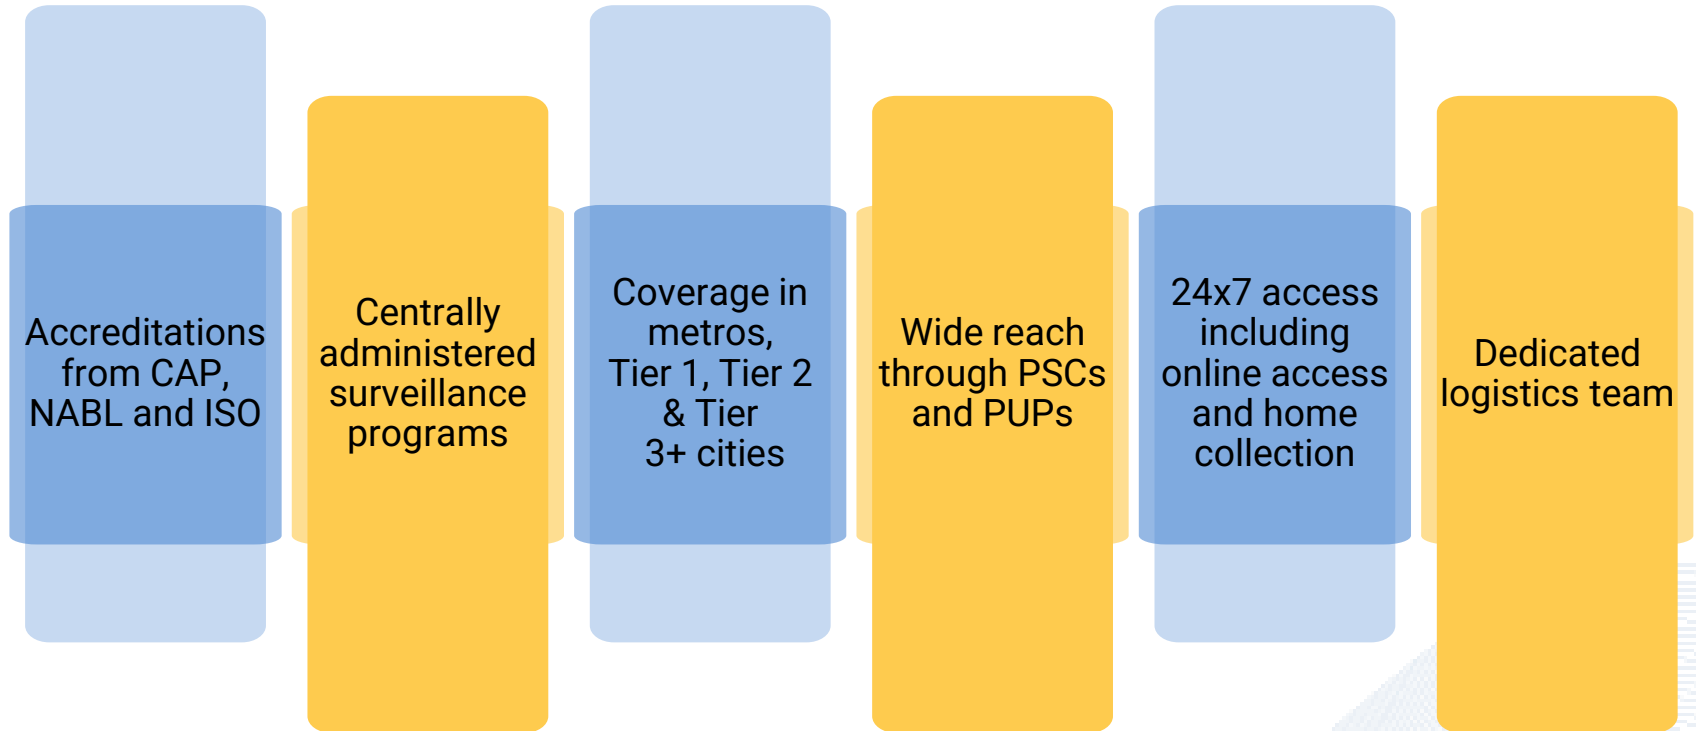 Accreditations
from CAP,
NABL and ISO
Centrally
administered
surveillance
programs
Coverage in
metros,
Tier 1, Tier 2
& Tier
3+ cities
Wide reach
through PSCs
and PUPs
24x7 access
including
online access
and home
collection
Dedicated
logistics team